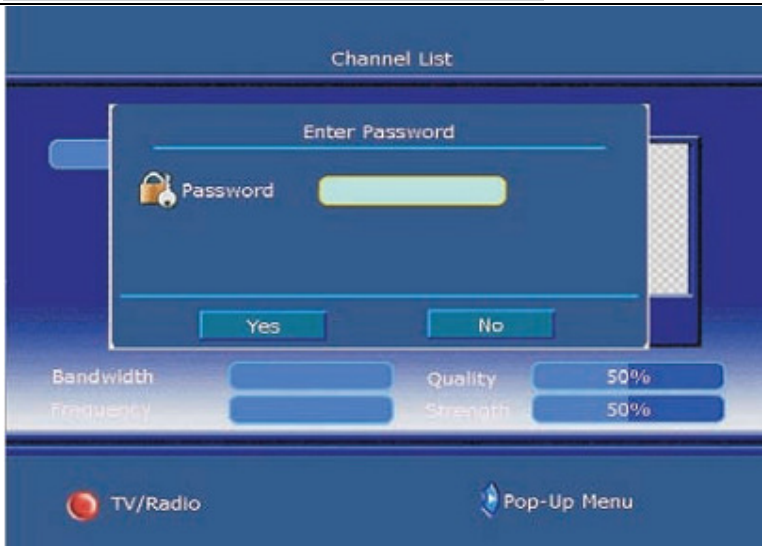 Channel List
Enter Password
Password
Yes No
Bandwidth Quality 50%
Frequency Strength 50%
TV/Radio Pop-Up Menu